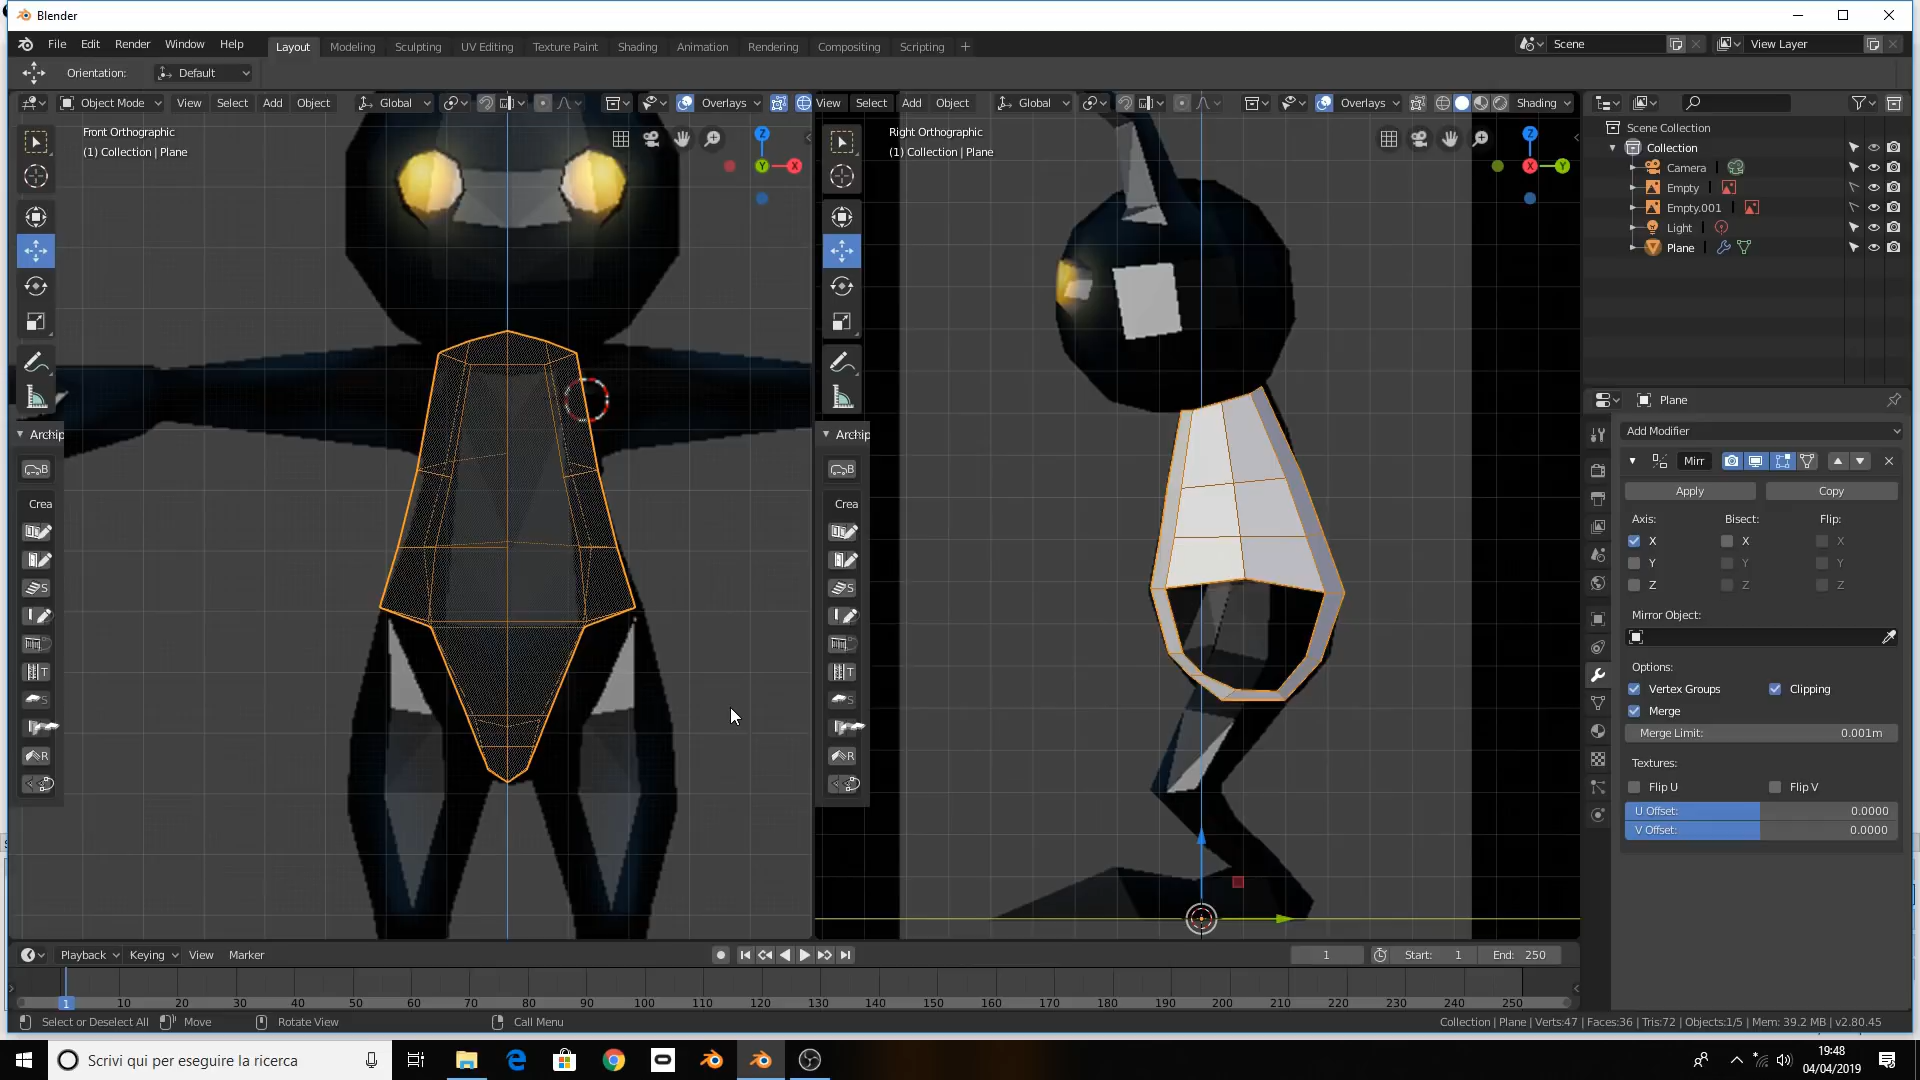 Blender
File Edit Render Window Help
Layout Modeling Sculpting UV Editing Texture Paint Shading Animation Rendering Compositing Scripting +
Scene
View Layer
Orientation: Default
Object Mode View Select Add Object Global Overlays
View Select Add Object Global Overlays Shading
Front Orthographic
(1) Collection | Plane
Z
Y
X
Archip
B
Crea
S
T
S
R
Right Orthographic
(1) Collection | Plane
Z
X
Y
Archip
B
Crea
S
T
S
R
Scene Collection
Collection
Camera
Empty
Empty.001
Light
Plane
Plane
Add Modifier
Mirr
Apply Copy
Axis: Bisect: Flip:
X X X
Y Y Y
Z Z Z
Mirror Object:
Options:
Vertex Groups Clipping
Merge
Merge Limit: 0.001m
Textures:
Flip U Flip V
U Offset: 0.0000
V Offset: 0.0000
Playback Keying View Marker
1 Start: 1 End: 250
1 10 20 30 40 50 60 70 80 90 100 110 120 130 140 150 160 170 180 190 200 210 220 230 240 250
Select or Deselect All Move Rotate View Call Menu
Collection | Plane | Verts:47 | Faces:36 | Tris:72 | Objects:1/5 | Mem: 39.2 MB | v2.80.45
Scrivi qui per eseguire la ricerca
19:48
04/04/2019